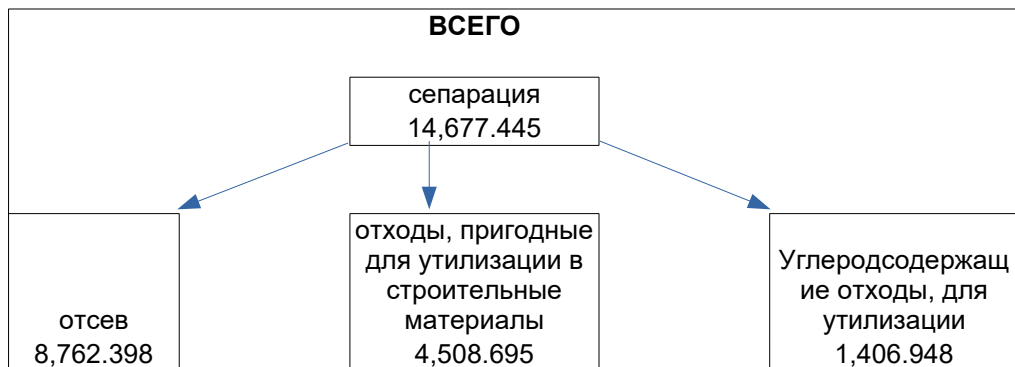 ВСЕГО
сепарация
14,677.445
отсев
8,762.398
отходы, пригодные
для утилизации в
строительные
материалы
4,508.695
Углеродсодержащ
ие отходы, для
утилизации
1,406.948